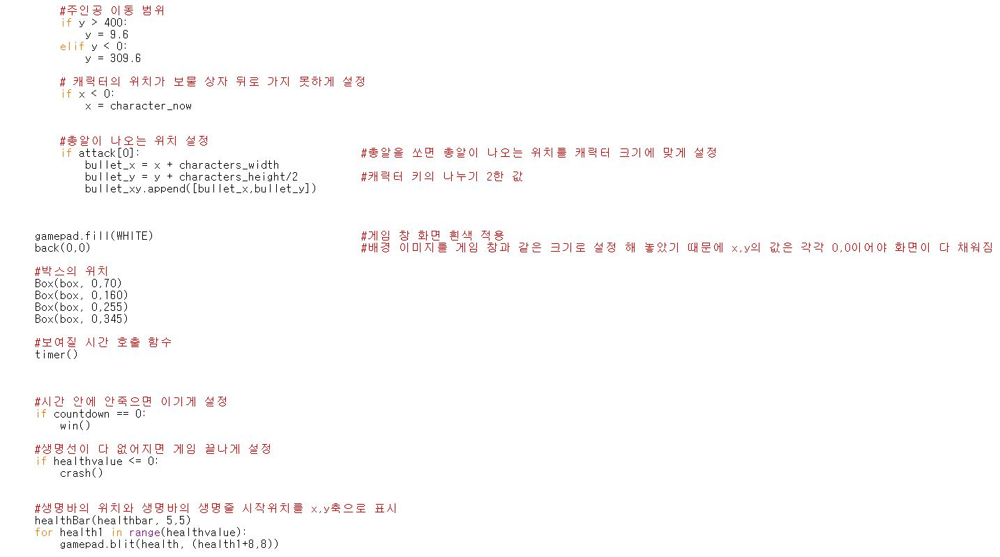 #주인공 이동 범위
if y > 400:
y = 9.6
elif y < 0:
y = 309.6
# 캐릭터의 위치가 보물 상자 뒤로 가지 못하게 설정
if x < 0:
x = character_now
#총알이 나오는 위치 설정
if attack[0]: #총알을 쏘면 총알이 나오는 위치를 캐릭터 크기에 맞게 설정
bullet_x = x + characters_width
bullet_y = y + characters_height/2 #캐릭터 키의 나누기 2한 값
bullet_xy.append([bullet_x,bullet_y])
gamepad.fill(WHITE) #게임 창 화면 흰색 적용
back(0,0) #배경 이미지를 게임 창과 같은 크기로 설정 해 놓았기 때문에 x,y의 값은 각각 0,0이어야 화면이 다 채워짐
#박스의 위치
Box(box, 0,70)
Box(box, 0,160)
Box(box, 0,255)
Box(box, 0,345)
#보여질 시간 호출 함수
timer()
#시간 안에 안죽으면 이기게 설정
if countdown == 0:
win()
#생명선이 다 없어지면 게임 끝나게 설정
if healthvalue <= 0:
crash()
#생명바의 위치와 생명바의 생명줄 시작위치를 x,y축으로 표시
healthBar(healthbar, 5,5)
for health1 in range(healthvalue):
gamepad.blit(health, (health1+8,8))